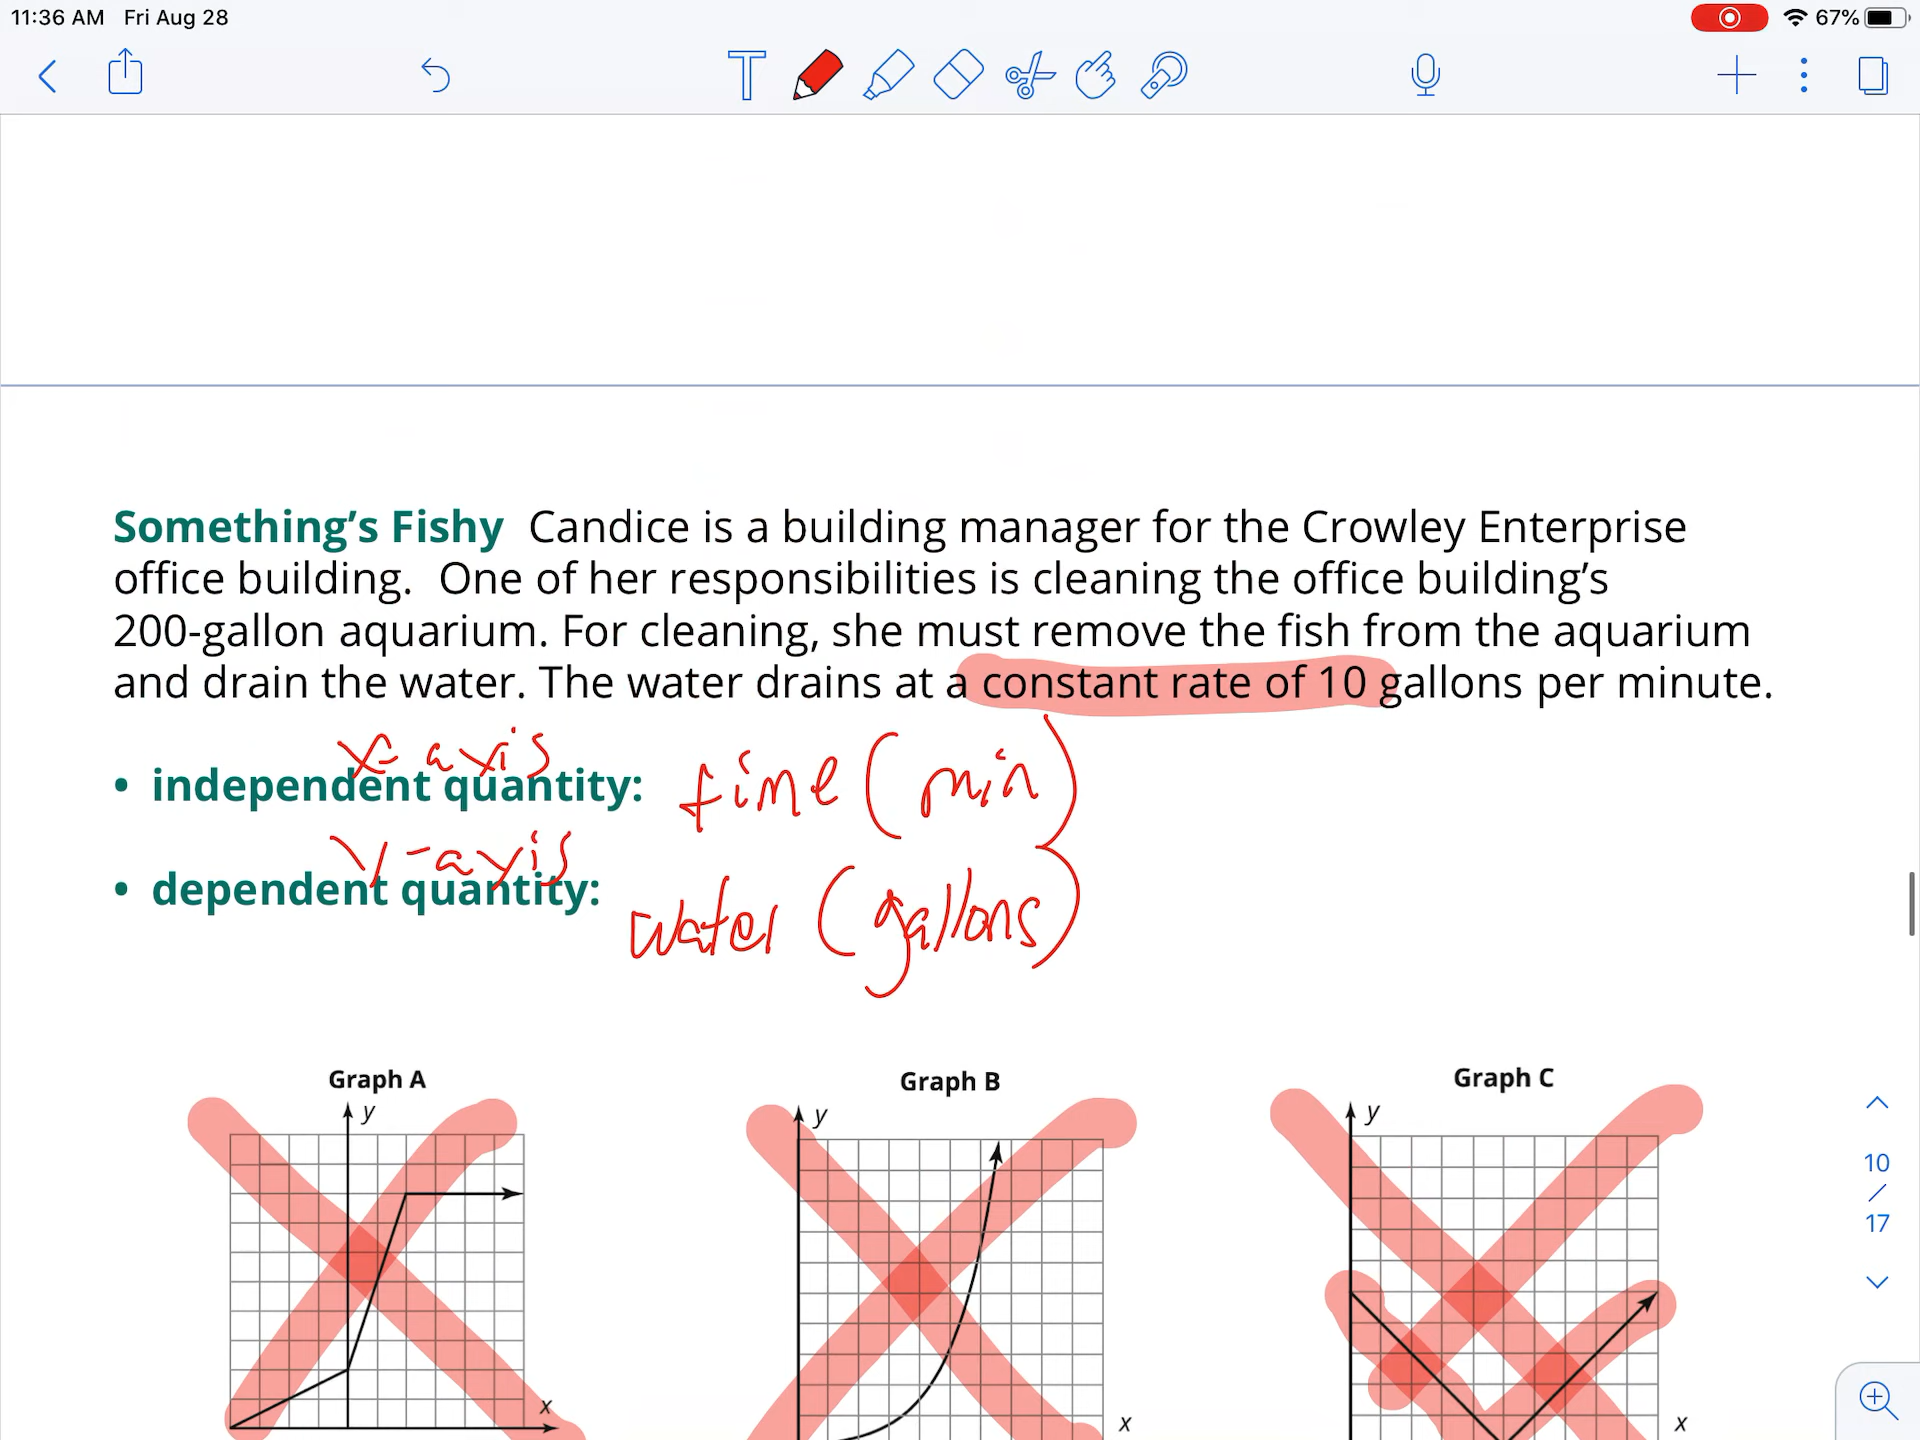 11:36 AM Fri Aug 28
67%
T
Something's Fishy Candice is a building manager for the Crowley Enterprise
office building. One of her responsibilities is cleaning the office building's
200-gallon aquarium. For cleaning, she must remove the fish from the aquarium
and drain the water. The water drains at a constant rate of 10 gallons per minute.
x-axis
• independent quantity: time (min)
y-axis
• dependent quantity: water (gallons)
Graph A
Graph B
Graph C
y
y
y
x
x
x
10
/
17